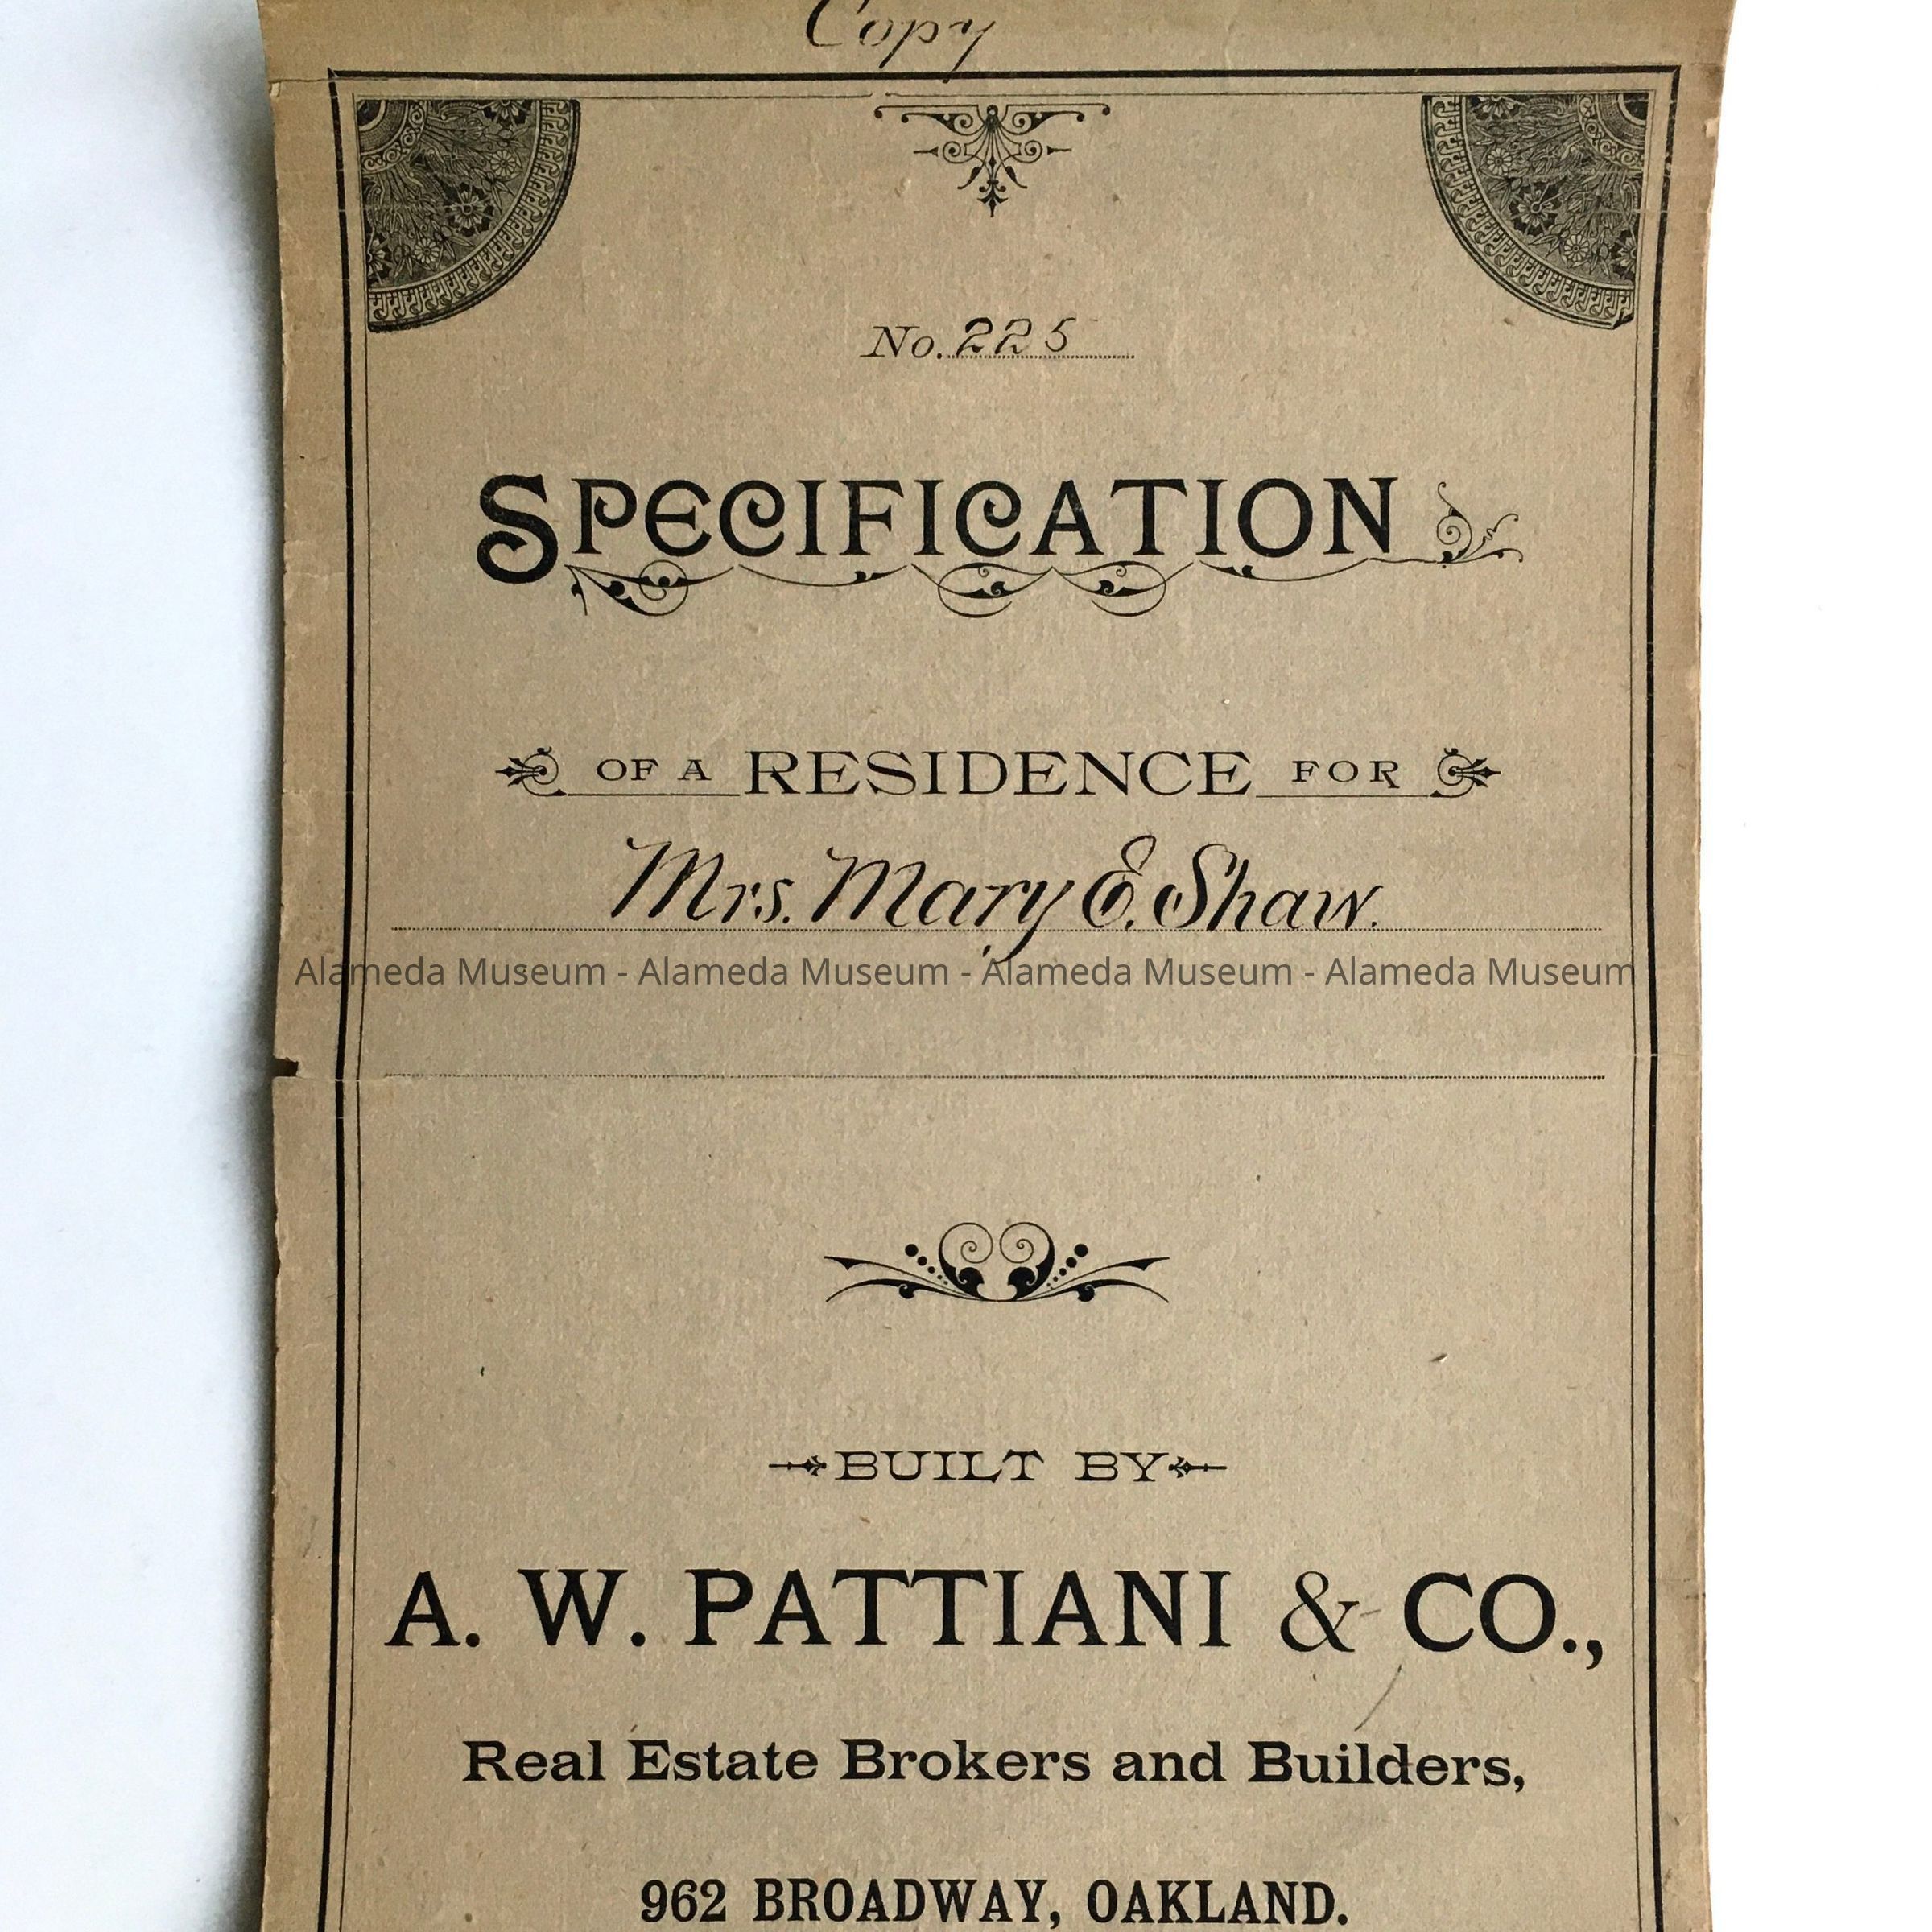 Copy
No. 225
SPECIFICATION
OF A RESIDENCE FOR
Mrs. Mary E. Shaw.
Alameda Museum - Alameda Museum - Alameda Museum - Alameda Museum
BUILT BY
A. W. PATTIANI & CO.,
Real Estate Brokers and Builders,
962 BROADWAY, OAKLAND.